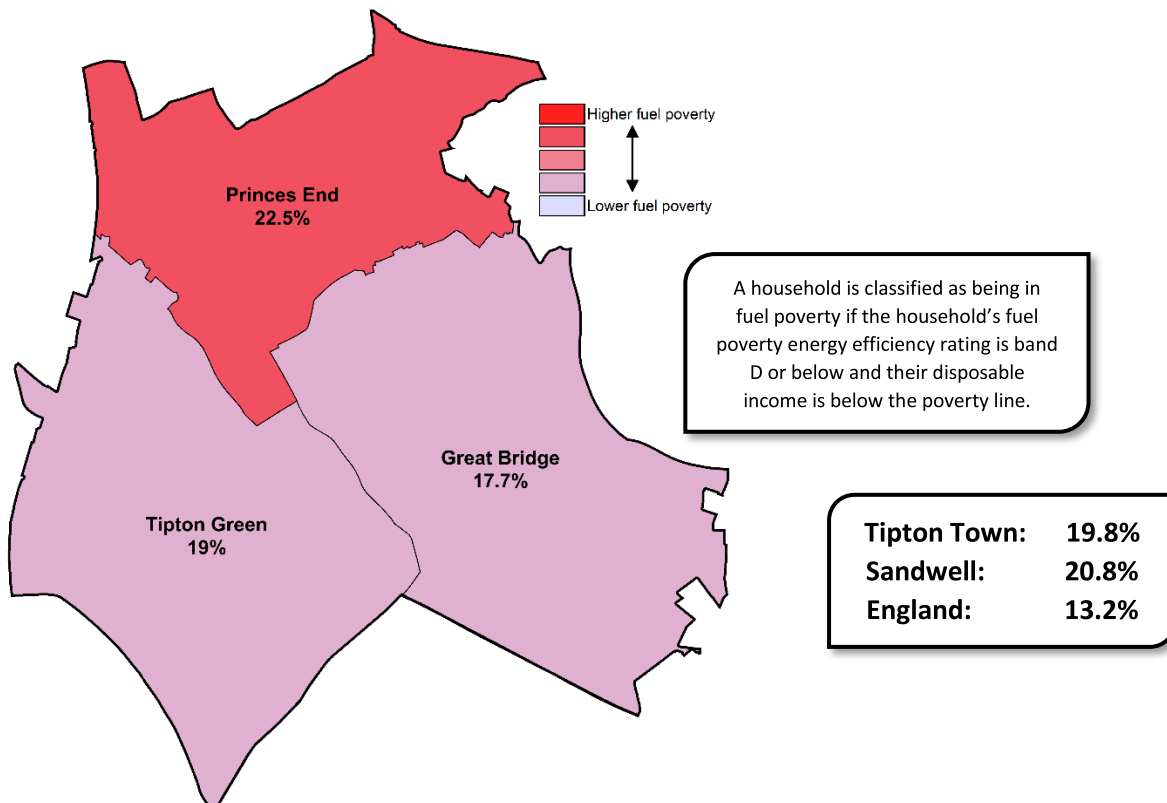 Higher fuel poverty
Lower fuel poverty
Princes End
22.5%
A household is classified as being in
fuel poverty if the household’s fuel
poverty energy efficiency rating is band
D or below and their disposable
income is below the poverty line.
Great Bridge
17.7%
Tipton Green
19%
Tipton Town: 19.8%
Sandwell: 20.8%
England: 13.2%